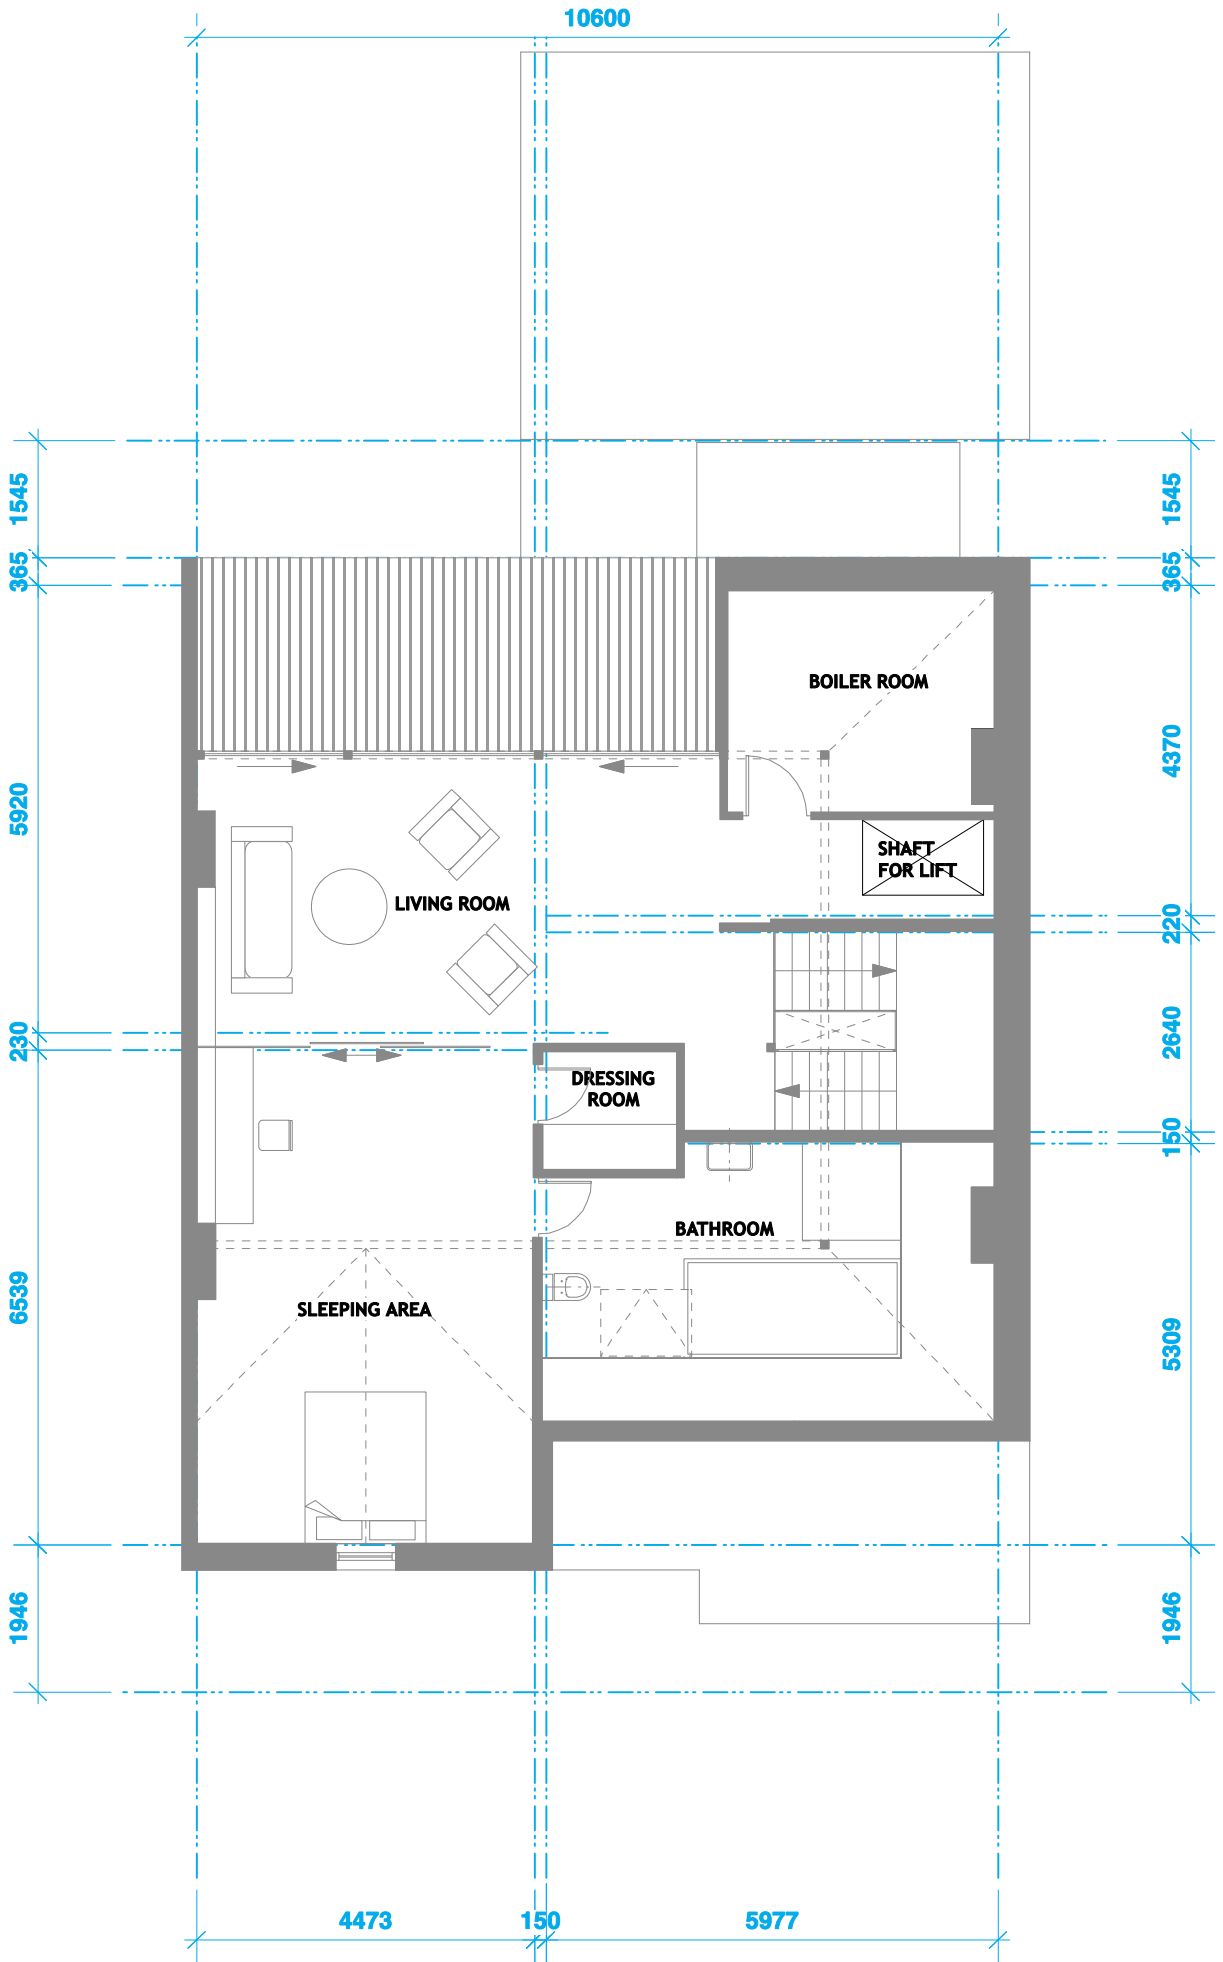 10600
1545
1545
365
365
BOILER ROOM
5920
4370
SHAFT
FOR LIFT
LIVING ROOM
220
230
2640
DRESSING
ROOM
150
BATHROOM
6539
SLEEPING AREA
5309
1946
1946
4473
150
5977